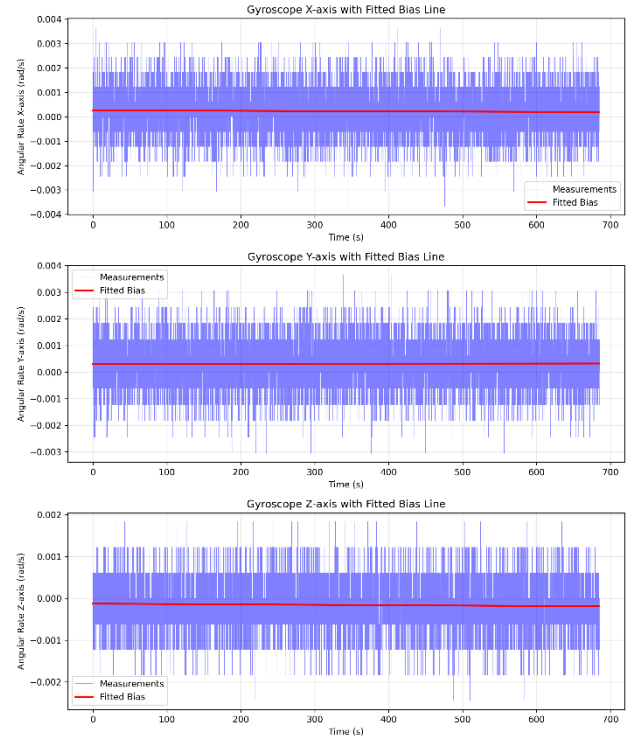 Gyroscope X-axis with Fitted Bias Line
Angular Rate X-axis (rad/s)
0.004
0.003
0.002
0.001
0.000
−0.001
−0.002
−0.003
−0.004
Measurements
Fitted Bias
0 100 200 300 400 500 600 700
Time (s)
Gyroscope Y-axis with Fitted Bias Line
Angular Rate Y-axis (rad/s)
0.004
0.003
0.002
0.001
0.000
−0.001
−0.002
−0.003
Measurements
Fitted Bias
0 100 200 300 400 500 600 700
Time (s)
Gyroscope Z-axis with Fitted Bias Line
Angular Rate Z-axis (rad/s)
0.002
0.001
0.000
−0.001
−0.002
Measurements
Fitted Bias
0 100 200 300 400 500 600 700
Time (s)